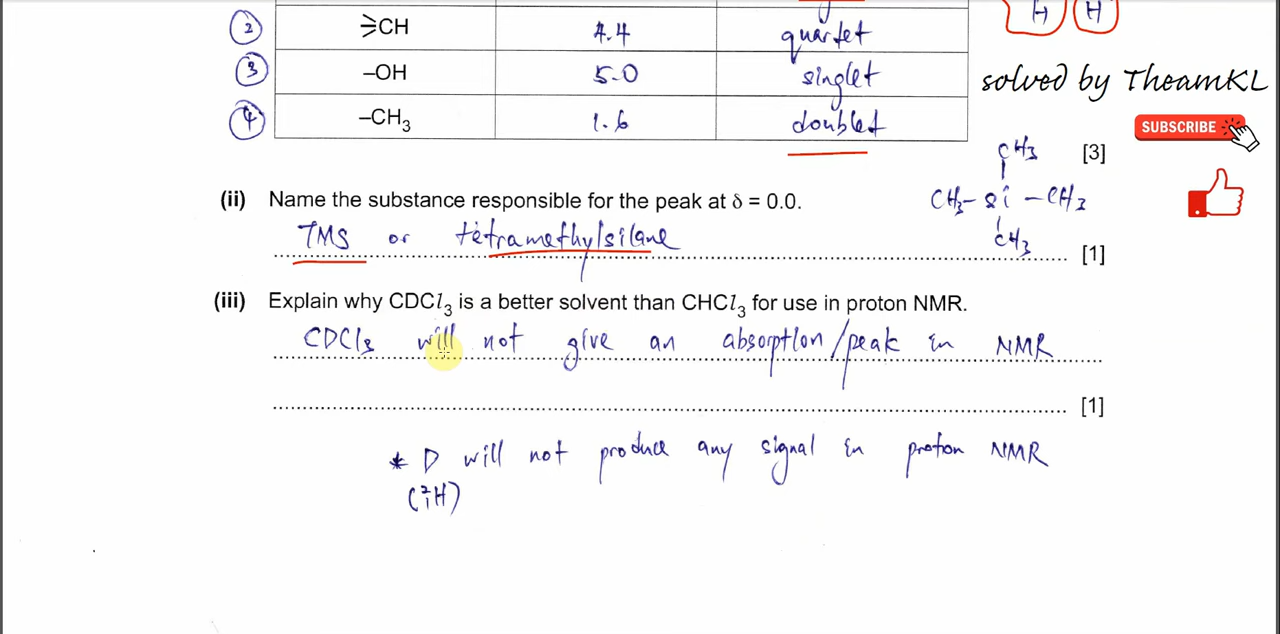 H H
② ⩾CH 4.4 quartet
③ –OH 5.0 singlet
④ –CH₃ 1.6 doublet
solved by TheamKL
SUBSCRIBE
[3]
CH₃
CH₃– Si –CH₃
CH₃
(ii) Name the substance responsible for the peak at δ = 0.0.
TMS or tetramethylsilane
[1]
(iii) Explain why CDCl₃ is a better solvent than CHCl₃ for use in proton NMR.
CDCl₃ will not give an absorption/peak in NMR
[1]
* D will not produce any signal in proton NMR
(²₁H)